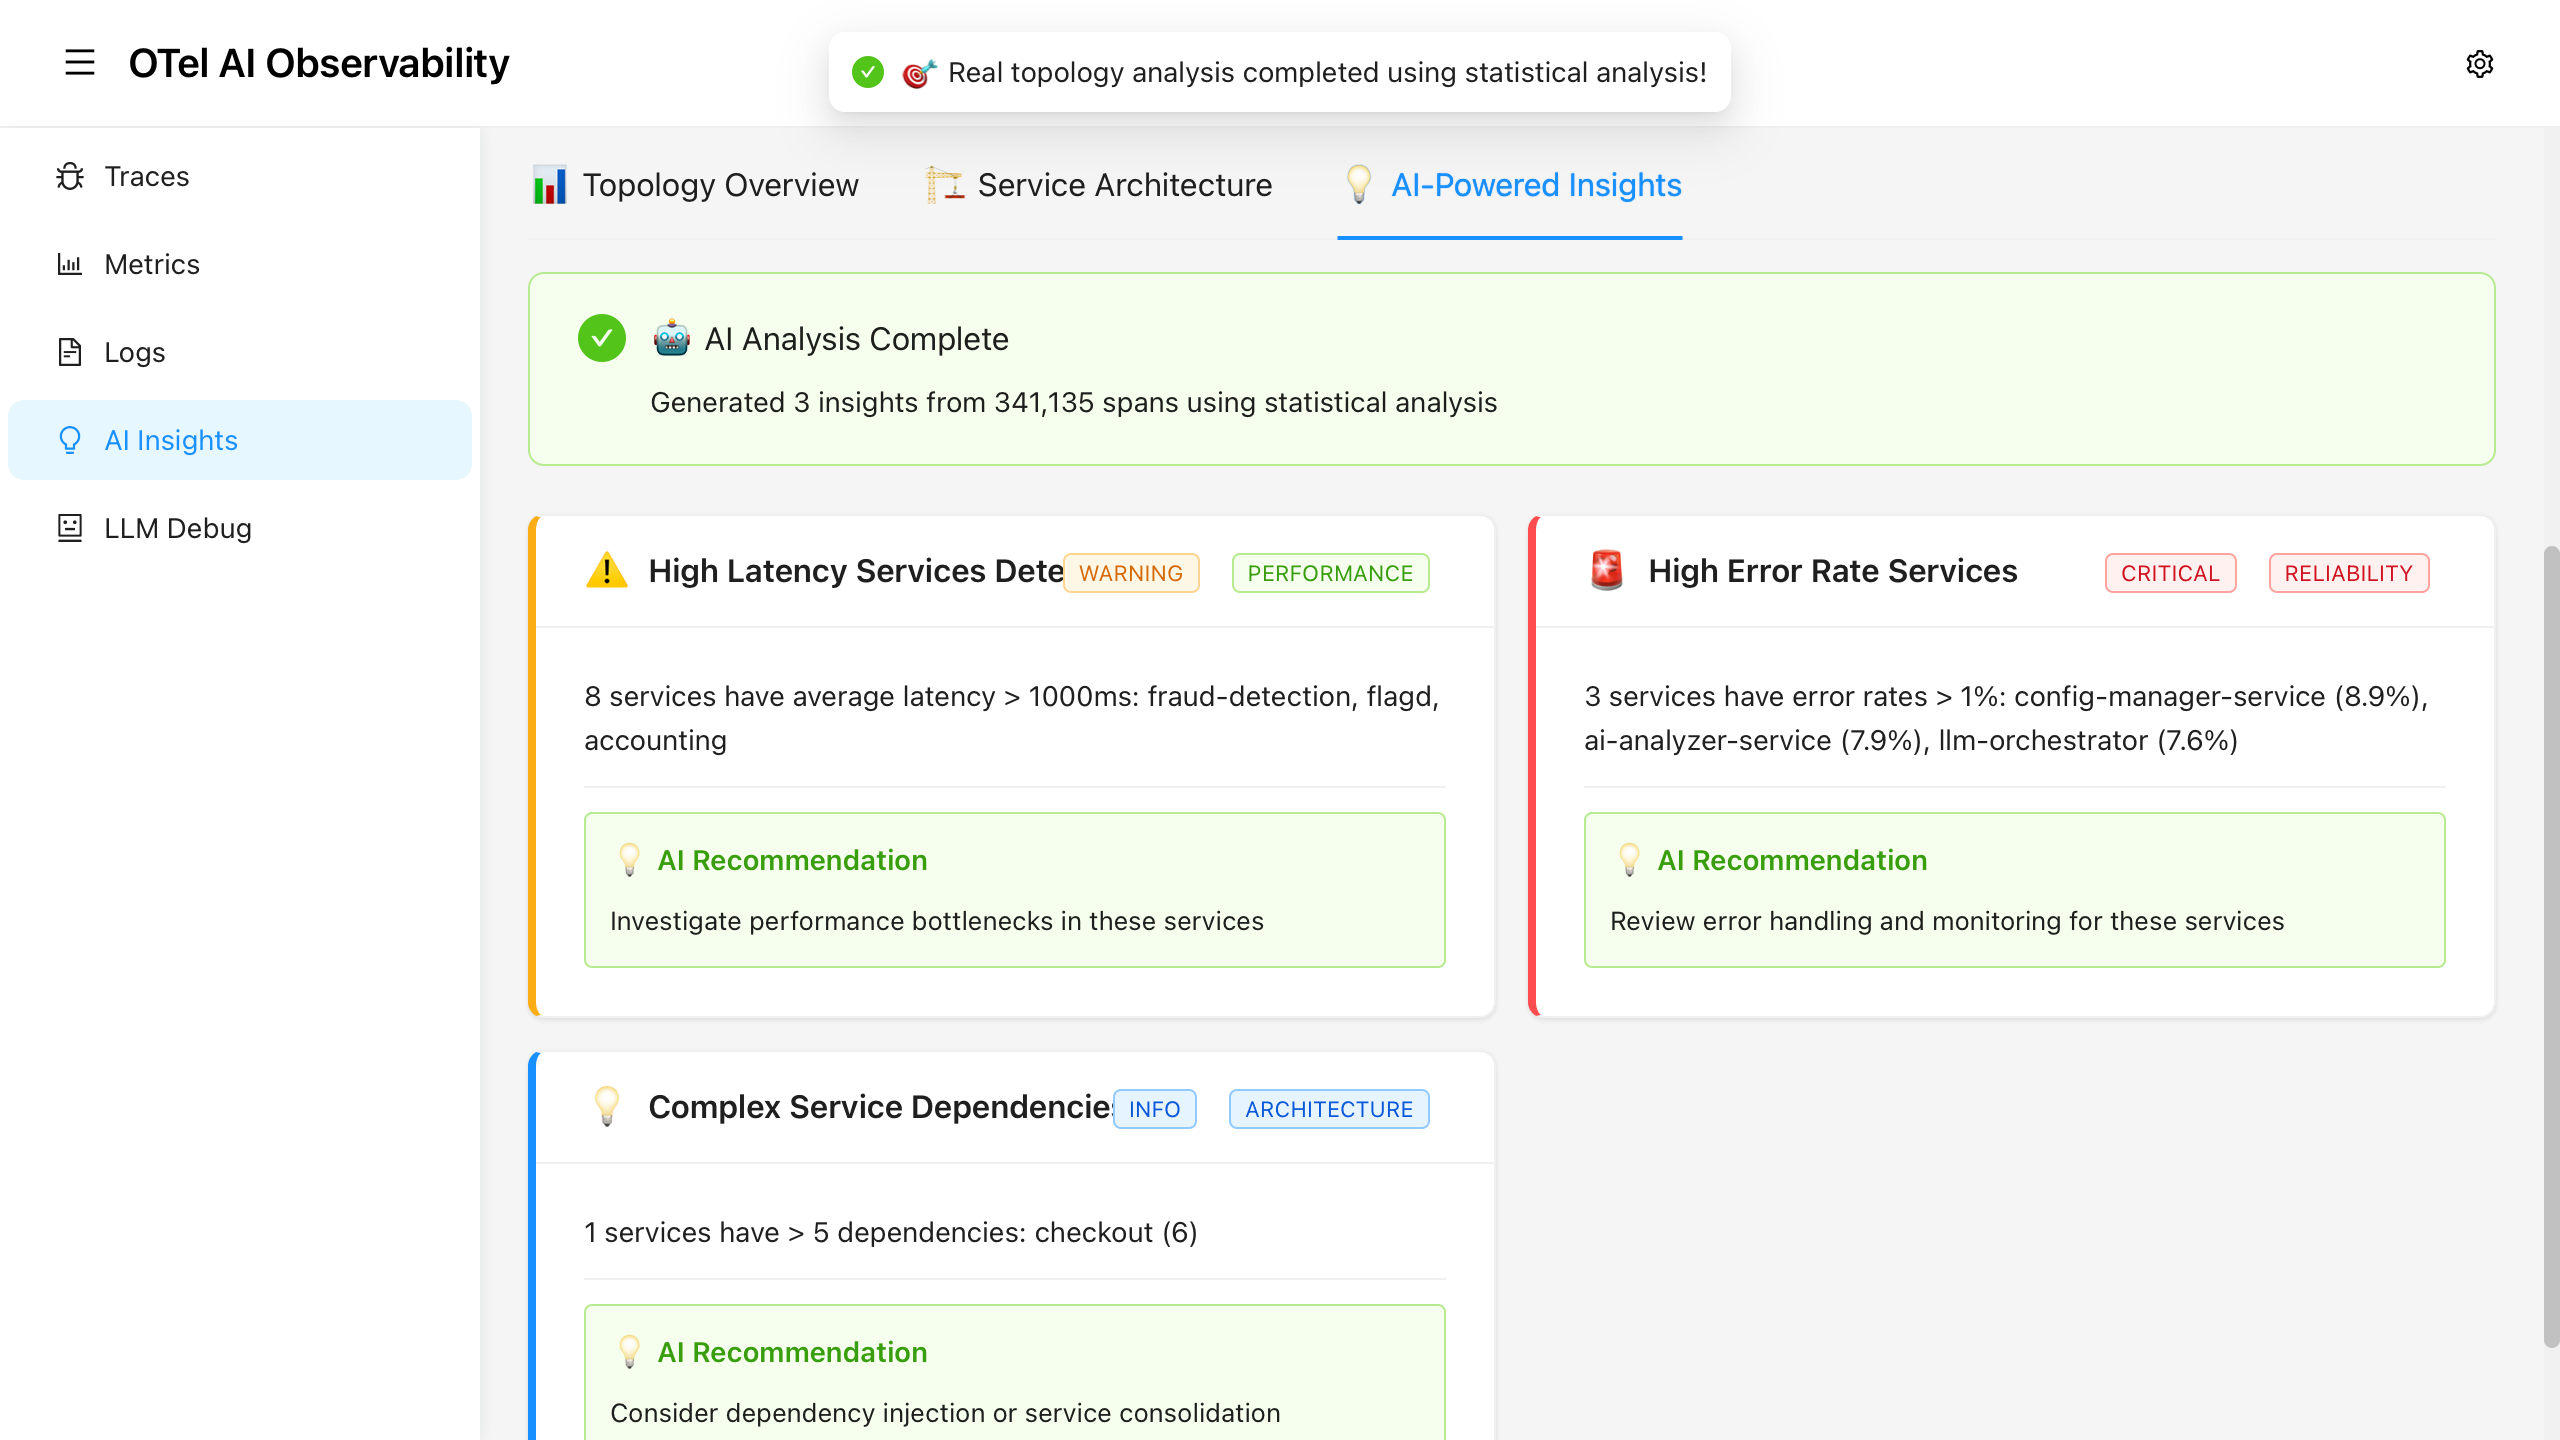 OTel AI Observability
Real topology analysis completed using statistical analysis!
Traces
Metrics
Logs
AI Insights
LLM Debug
Topology Overview
Service Architecture
AI-Powered Insights
AI Analysis Complete
Generated 3 insights from 341,135 spans using statistical analysis
High Latency Services Dete
WARNING
PERFORMANCE
8 services have average latency > 1000ms: fraud-detection, flagd,
accounting
AI Recommendation
Investigate performance bottlenecks in these services
High Error Rate Services
CRITICAL
RELIABILITY
3 services have error rates > 1%: config-manager-service (8.9%),
ai-analyzer-service (7.9%), llm-orchestrator (7.6%)
AI Recommendation
Review error handling and monitoring for these services
Complex Service Dependencies
INFO
ARCHITECTURE
1 services have > 5 dependencies: checkout (6)
AI Recommendation
Consider dependency injection or service consolidation